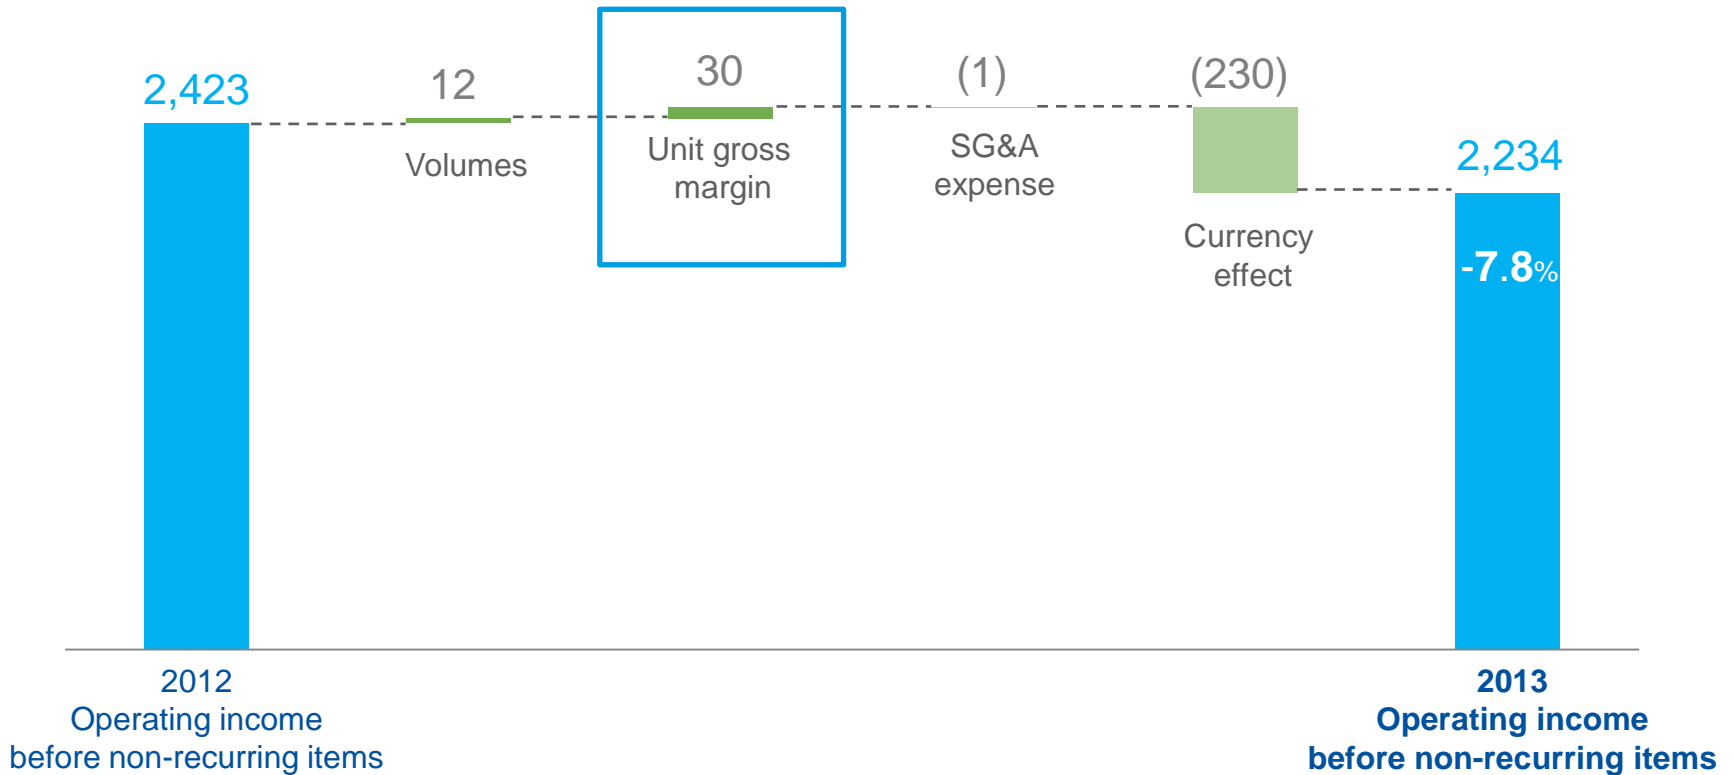 2,423
12
Volumes
30
Unit gross
margin
(1)
SG&A
expense
(230)
Currency
effect
2,234
-7.8%
2012
Operating income
before non-recurring items
2013
Operating income
before non-recurring items